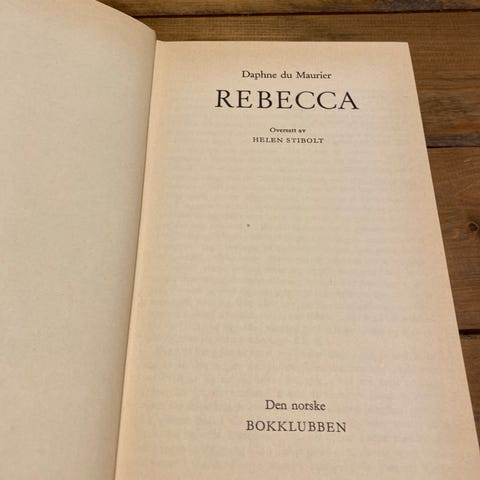 Daphne du Maurier
REBECCA
Oversatt av
HELEN STIBOLT
Den norske
BOKKLUBBEN